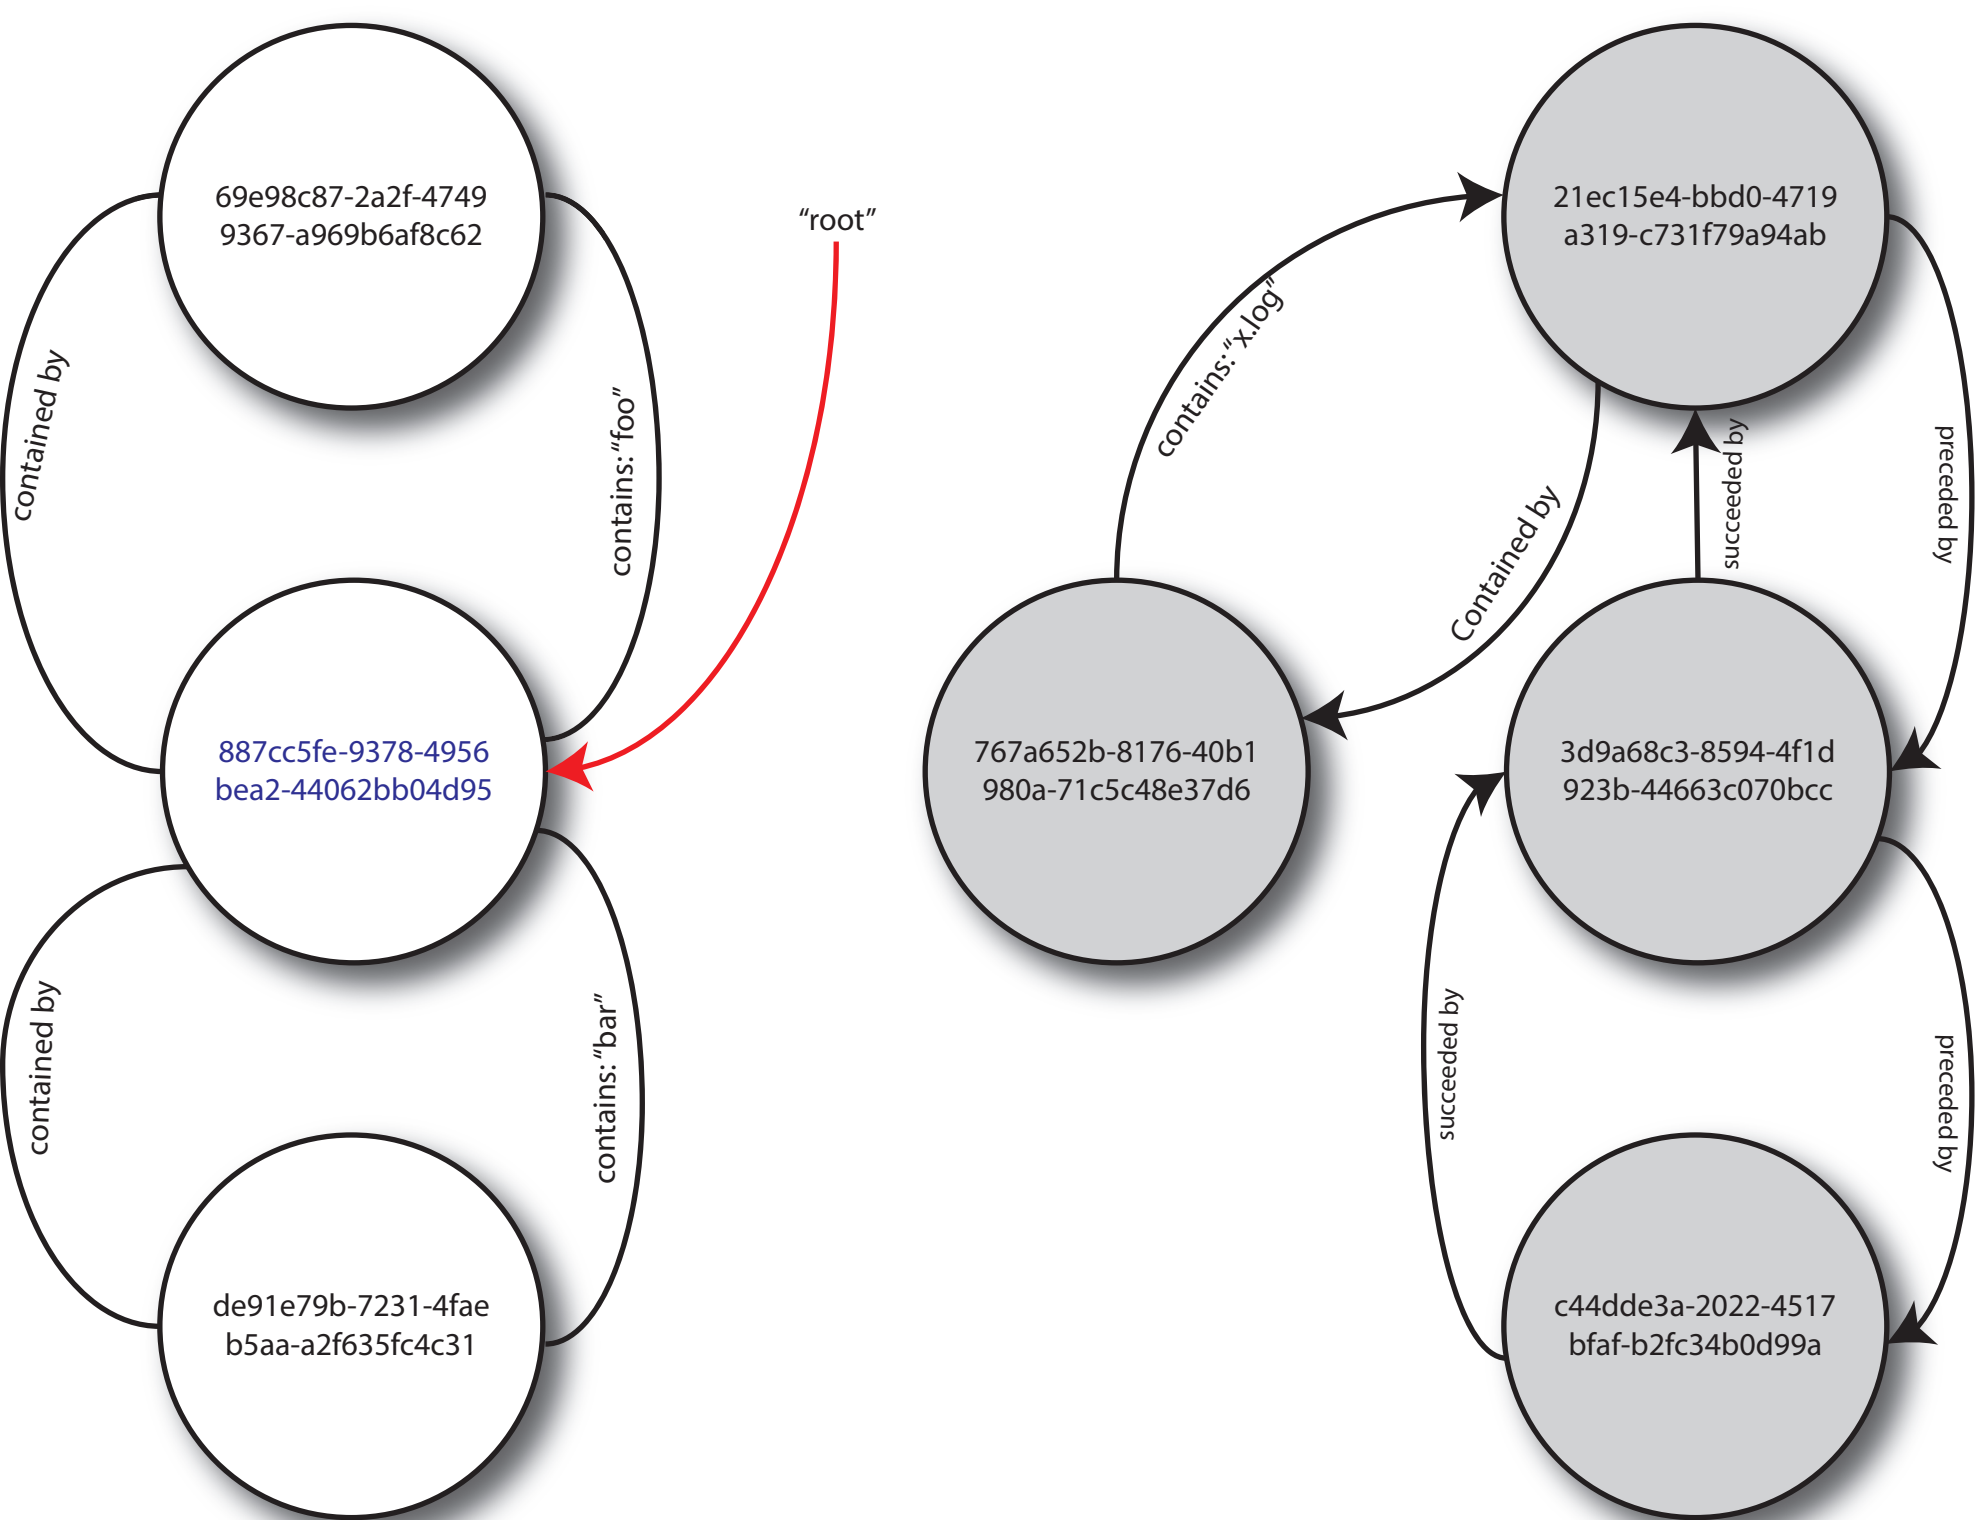 69e98c87-2a2f-4749
9367-a969b6af8c62
contained by
contains: “foo”
“root”
887cc5fe-9378-4956
bea2-44062bb04d95
contained by
contains: “bar”
de91e79b-7231-4fae
b5aa-a2f635fc4c31
21ec15e4-bbd0-4719
a319-c731f79a94ab
contains: “x.log”
Contained by
succeeded by
preceded by
767a652b-8176-40b1
980a-71c5c48e37d6
3d9a68c3-8594-4f1d
923b-44663c070bcc
succeeded by
preceded by
c44dde3a-2022-4517
bfaf-b2fc34b0d99a